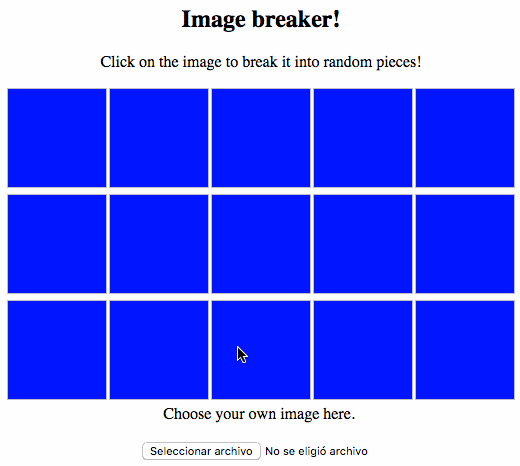 Image breaker!
Click on the image to break it into random pieces!
Choose your own image here.
Seleccionar archivo No se eligió archivo